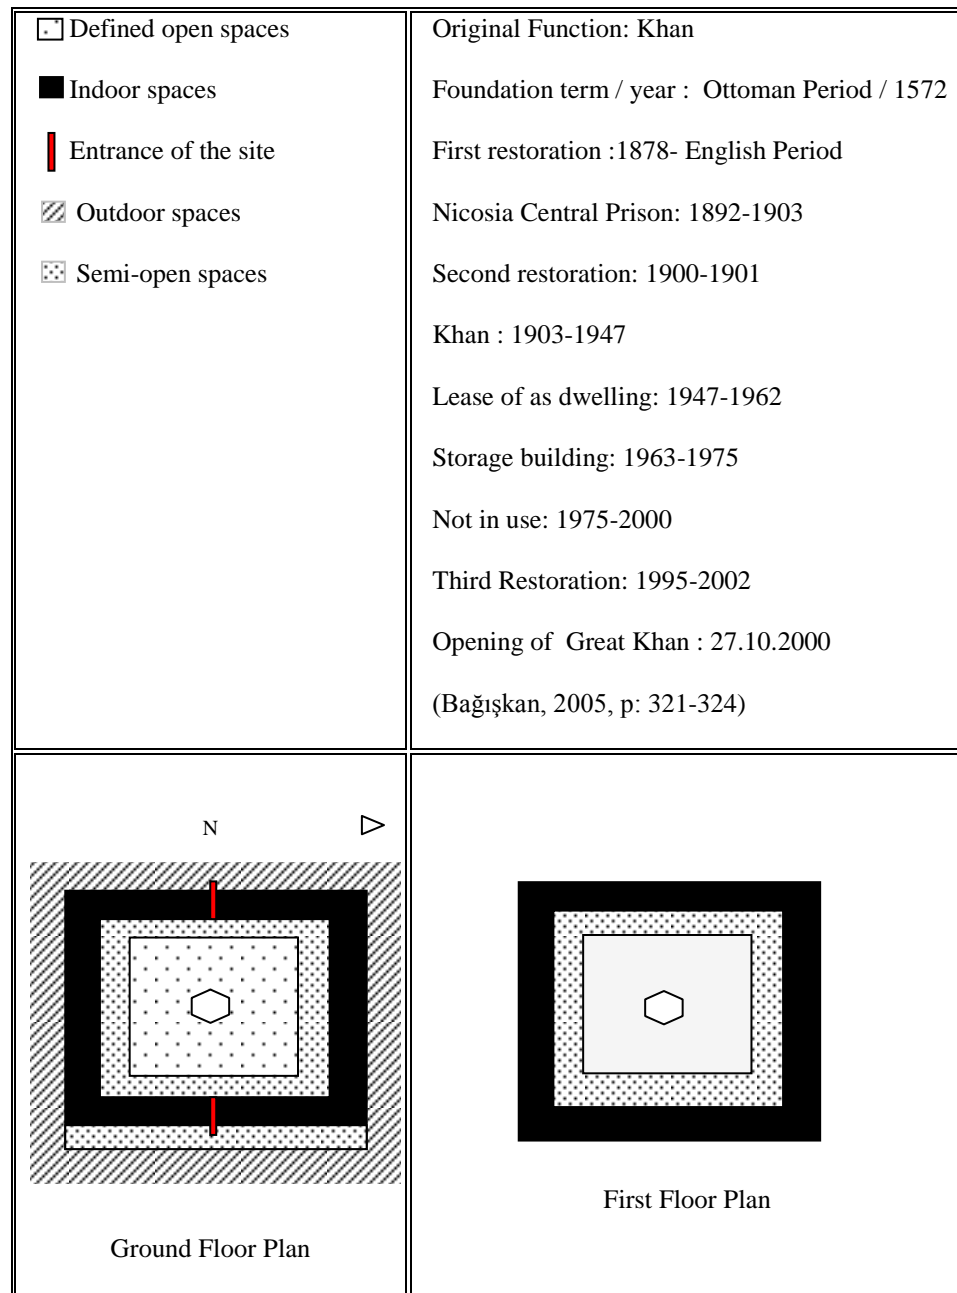 Defined open spaces
Indoor spaces
Entrance of the site
Outdoor spaces
Semi-open spaces
Original Function: Khan
Foundation term / year :  Ottoman Period / 1572
First restoration :1878- English Period
Nicosia Central Prison: 1892-1903
Second restoration: 1900-1901
Khan : 1903-1947
Lease of as dwelling: 1947-1962
Storage building: 1963-1975
Not in use: 1975-2000
Third Restoration: 1995-2002
Opening of  Great Khan : 27.10.2000
(Bağışkan, 2005, p: 321-324)
N
Ground Floor Plan
First Floor Plan